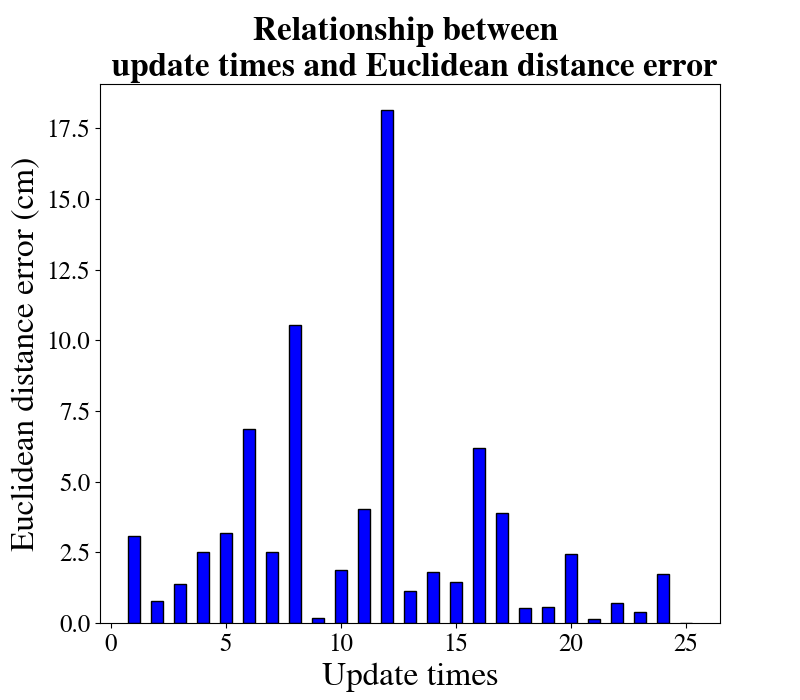 Relationship between
update times and Euclidean distance error
Euclidean distance error (cm)
17.5
15.0
12.5
10.0
7.5
5.0
2.5
0.0
0 5 10 15 20 25
Update times